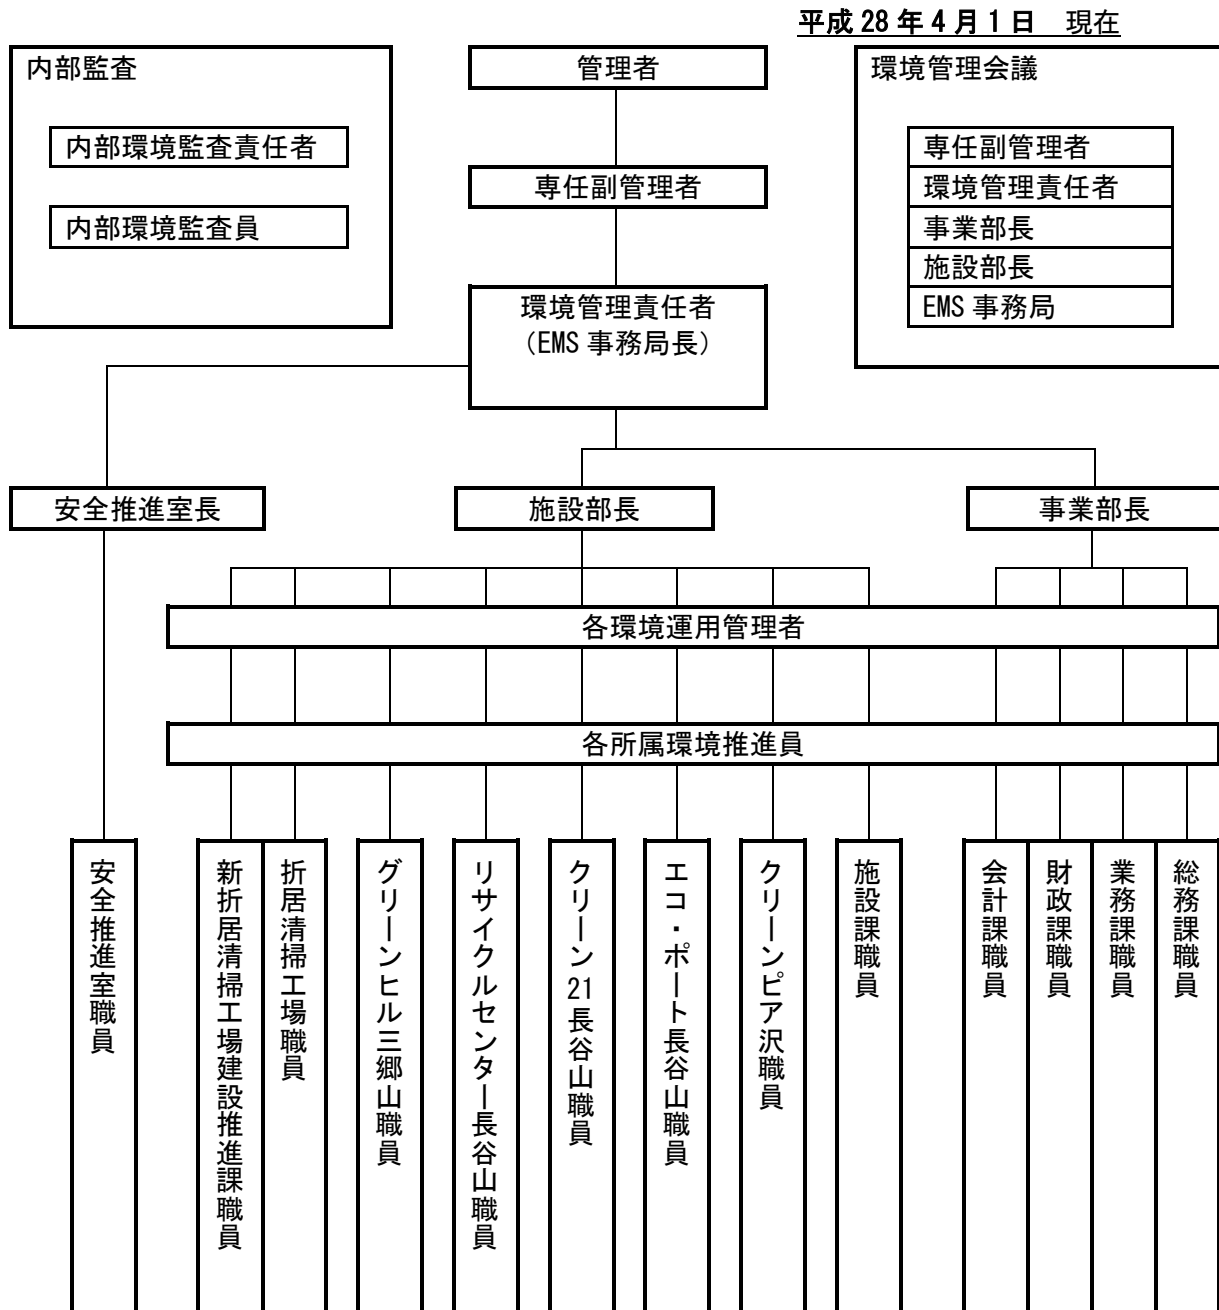 平成 28 年 4 月 1 日　現在
内部監査
内部環境監査責任者
内部環境監査員
管理者
専任副管理者
環境管理責任者
（EMS 事務局長）
環境管理会議
専任副管理者
環境管理責任者
事業部長
施設部長
EMS 事務局
安全推進室長
施設部長
事業部長
各環境運用管理者
各所属環境推進員
安全推進室職員
新折居清掃工場建設推進課職員
折居清掃工場職員
グリーンヒル三郷山職員
リサイクルセンター長谷山職員
クリーン21長谷山職員
エコ・ポート長谷山職員
クリーンピア沢職員
施設課職員
会計課職員
財政課職員
業務課職員
総務課職員